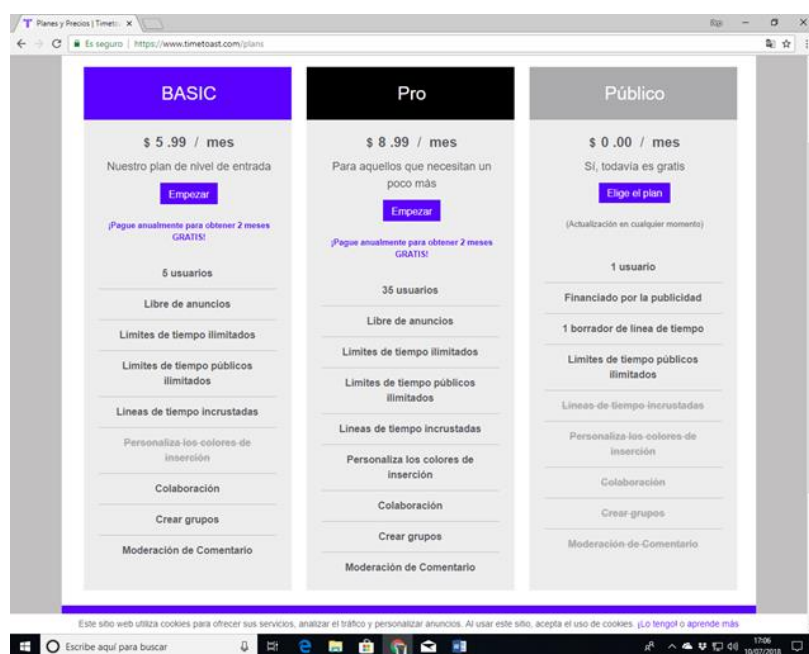 Planes y Precios | Timeto
Es seguro | https://www.timetoast.com/plans
BASIC
$ 5.99 / mes
Nuestro plan de nivel de entrada
Empezar
¡Pague anualmente para obtener 2 meses
GRATIS!
5 usuarios
Libre de anuncios
Limites de tiempo ilimitados
Limites de tiempo públicos
ilimitados
Lineas de tiempo incrustadas
Personaliza los colores de
inserción
Colaboración
Crear grupos
Moderación de Comentario
Pro
$ 8.99 / mes
Para aquellos que necesitan un
poco más
Empezar
¡Pague anualmente para obtener 2 meses
GRATIS!
35 usuarios
Libre de anuncios
Limites de tiempo ilimitados
Limites de tiempo públicos
ilimitados
Lineas de tiempo incrustadas
Personaliza los colores de
inserción
Colaboración
Crear grupos
Moderación de Comentario
Público
$ 0.00 / mes
Sí, todavía es gratis
Elige el plan
(Actualización en cualquier momento)
1 usuario
Financiado por la publicidad
1 borrador de linea de tiempo
Limites de tiempo públicos
ilimitados
Lineas de tiempo incrustadas
Personaliza los colores de
inserción
Colaboración
Crear grupos
Moderación de Comentario
Este sitio web utiliza cookies para ofrecer sus servicios, analizar el tráfico y personalizar anuncios. Al usar este sitio, acepta el uso de cookies. ¡Lo tengo! o aprende más
Escribe aquí para buscar
17:06
10/07/2018